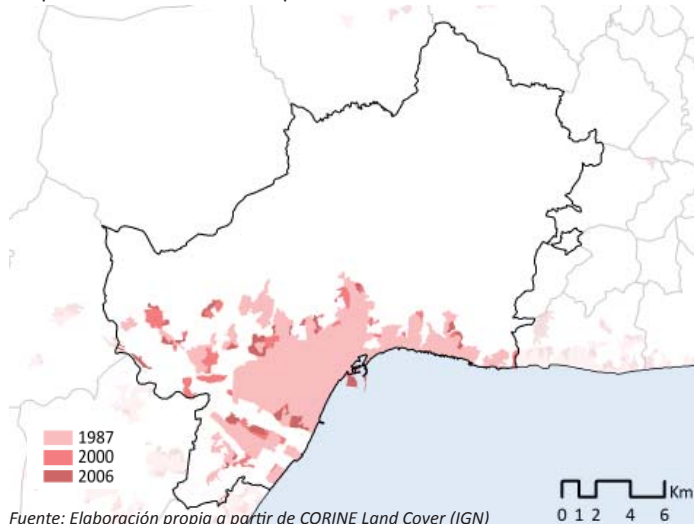 1987
2000
2006
Km
0 1 2 4 6
Fuente: Elaboración propia a partir de CORINE Land Cover (IGN)